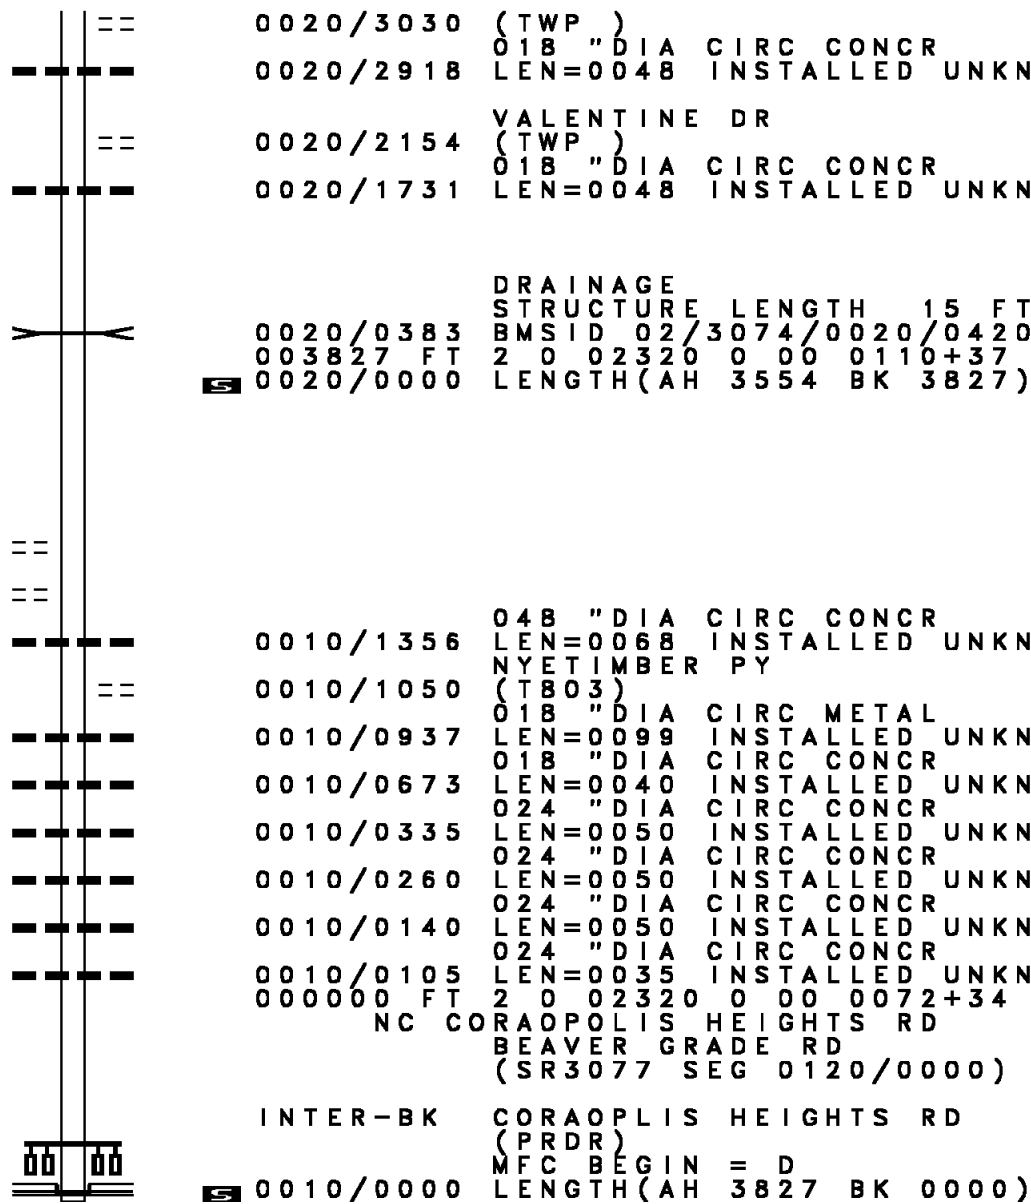 0020/3030 (TWP )
018 "DIA CIRC CONCR
0020/2918 LEN=0048 INSTALLED UNKN
VALENTINE DR
0020/2154 (TWP )
018 "DIA CIRC CONCR
0020/1731 LEN=0048 INSTALLED UNKN
DRAINAGE
STRUCTURE LENGTH 15 FT
0020/0383 BMSID 02/3074/0020/0420
003827 FT 2 0 02320 0 00 0110+37
S 0020/0000 LENGTH(AH 3554 BK 3827)
048 "DIA CIRC CONCR
0010/1356 LEN=0068 INSTALLED UNKN
NYETIMBER PY
0010/1050 (T803)
018 "DIA CIRC METAL
0010/0937 LEN=0099 INSTALLED UNKN
018 "DIA CIRC CONCR
0010/0673 LEN=0040 INSTALLED UNKN
024 "DIA CIRC CONCR
0010/0335 LEN=0050 INSTALLED UNKN
024 "DIA CIRC CONCR
0010/0260 LEN=0050 INSTALLED UNKN
024 "DIA CIRC CONCR
0010/0140 LEN=0050 INSTALLED UNKN
024 "DIA CIRC CONCR
0010/0105 LEN=0035 INSTALLED UNKN
000000 FT 2 0 02320 0 00 0072+34
NC CORAOPOLIS HEIGHTS RD
BEAVER GRADE RD
(SR3077 SEG 0120/0000)
INTER-BK CORAOPLIS HEIGHTS RD
(PRDR)
MFC BEGIN = D
S 0010/0000 LENGTH(AH 3827 BK 0000)